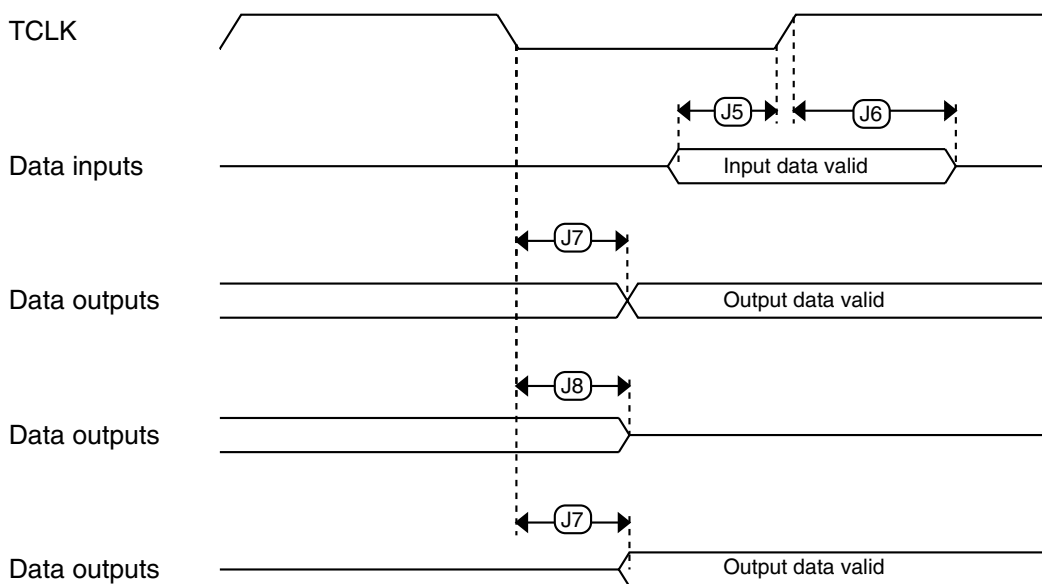 TCLK
J5
J6
Data inputs
Input data valid
J7
Data outputs
Output data valid
J8
Data outputs
J7
Data outputs
Output data valid